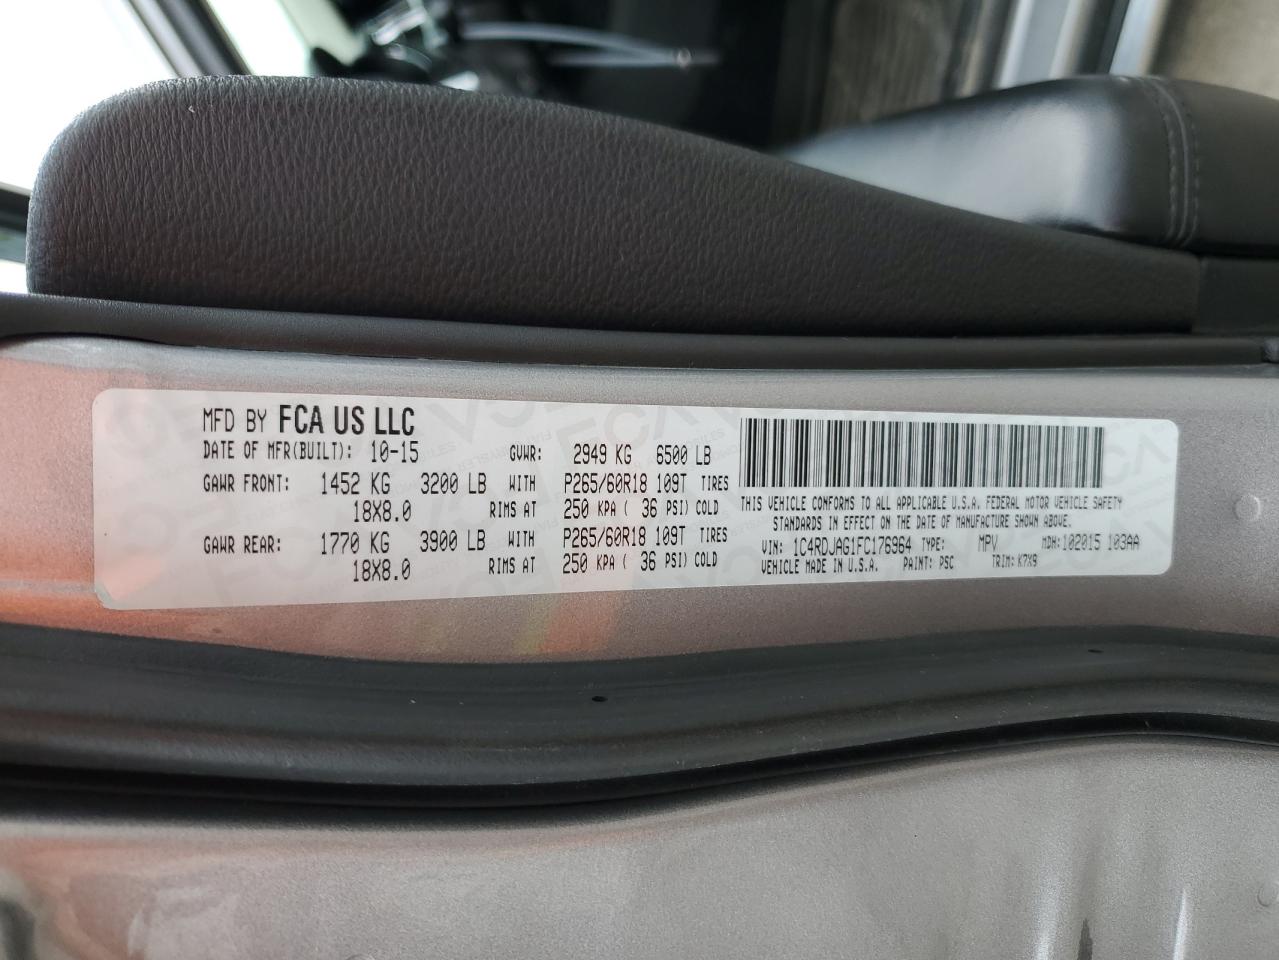 MFD BY FCA US LLC
DATE OF MFR(BUILT): 10-15 GVWR: 2949 KG 6500 LB
GAWR FRONT: 1452 KG 3200 LB WITH P265/60R18 109T TIRES
18X8.0 RIMS AT 250 KPA ( 36 PSI) COLD
GAWR REAR: 1770 KG 3900 LB WITH P265/60R18 109T TIRES
18X8.0 RIMS AT 250 KPA ( 36 PSI) COLD
THIS VEHICLE CONFORMS TO ALL APPLICABLE U.S.A. FEDERAL MOTOR VEHICLE SAFETY
STANDARDS IN EFFECT ON THE DATE OF MANUFACTURE SHOWN ABOVE.
VIN: 1C4RDJAG1FC176964 TYPE: MPV MDH:102015 103AA
VEHICLE MADE IN U.S.A. PAINT: PSC TRIM: K7X9